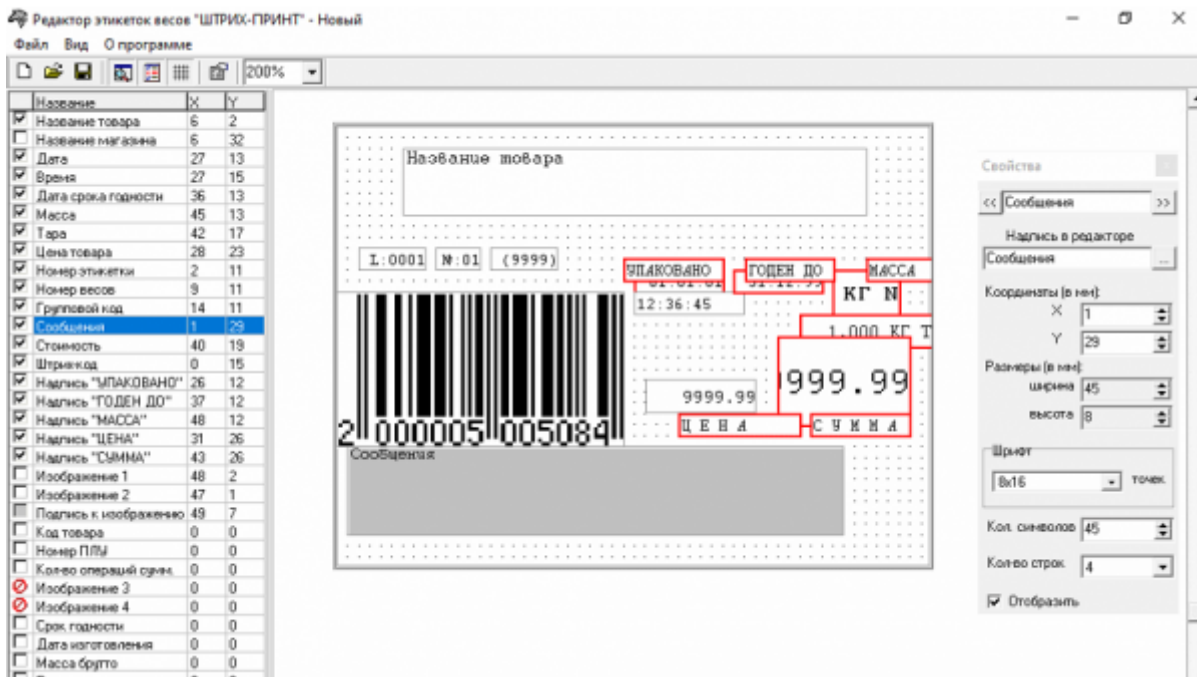 Редактор этикеток весов "ШТРИХ-ПРИНТ" - Новый
Файл Вид О программе
200%
Название X Y
Название товара 6 2
Название магазина 6 32
Дата 27 13
Время 27 15
Дата срока годности 36 13
Масса 45 13
Тара 42 17
Цена товара 28 23
Номер этикетки 2 11
Номер весов 9 11
Групповой код 14 11
Сообщения 1 29
Стоимость 40 19
Штрих-код 0 15
Надпись "УПАКОВАНО" 26 12
Надпись "ГОДЕН ДО" 37 12
Надпись "МАССА" 48 12
Надпись "ЦЕНА" 31 26
Надпись "СУММА" 43 26
Изображение 1 48 2
Изображение 2 47 1
Подпись к изображению 49 7
Код товара 0 0
Номер ПЛУ 0 0
Кол-во операций сумм. 0 0
Изображение 3 0 0
Изображение 4 0 0
Срок годности 0 0
Дата изготовления 0 0
Масса брутто 0 0
Название товара
L:0001 №:01 (9999)
УПАКОВАНО ГОДЕН ДО МАССА
12:36:45 КГ N
1.000 КГ Т
9999.99 9999.99
ЦЕНА СУММА
2 000005 005084
Сообщения
Свойства
<< Сообщения >>
Надпись в редакторе
Сообщения ...
Координаты (в мм):
X 1
Y 29
Размеры (в мм):
ширина 45
высота 8
Шрифт
8x16 точек
Кол. символов 45
Кол-во строк 4
Отобразить